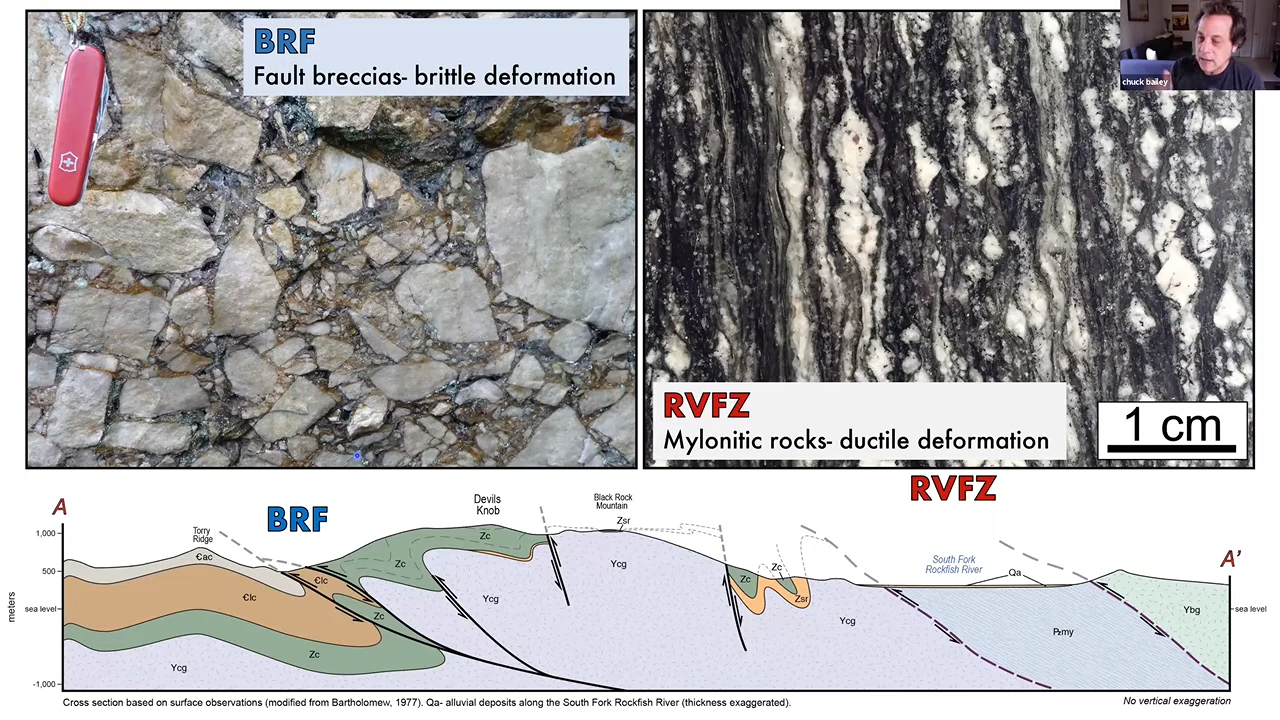 BRF
Fault breccias- brittle deformation
chuck bailey
RVFZ
Mylonitic rocks- ductile deformation
1 cm
RVFZ
A
BRF
Devils
Knob
Black Rock
Mountain
Zsr
Torry
Ridge
1,000
Єac
Zc
A’
South Fork
Rockfish River
Qa
500
Єlc
Zc
Ycg
Zc
Zc
meters
Єlc
Ycg
Zsr
sea level
sea level
Zc
Ycg
Ybg
Pzmy
Zc
Ycg
-1,000
Cross section based on surface observations (modified from Bartholomew, 1977). Qa- alluvial deposits along the South Fork Rockfish River (thickness exaggerated).
No vertical exaggeration